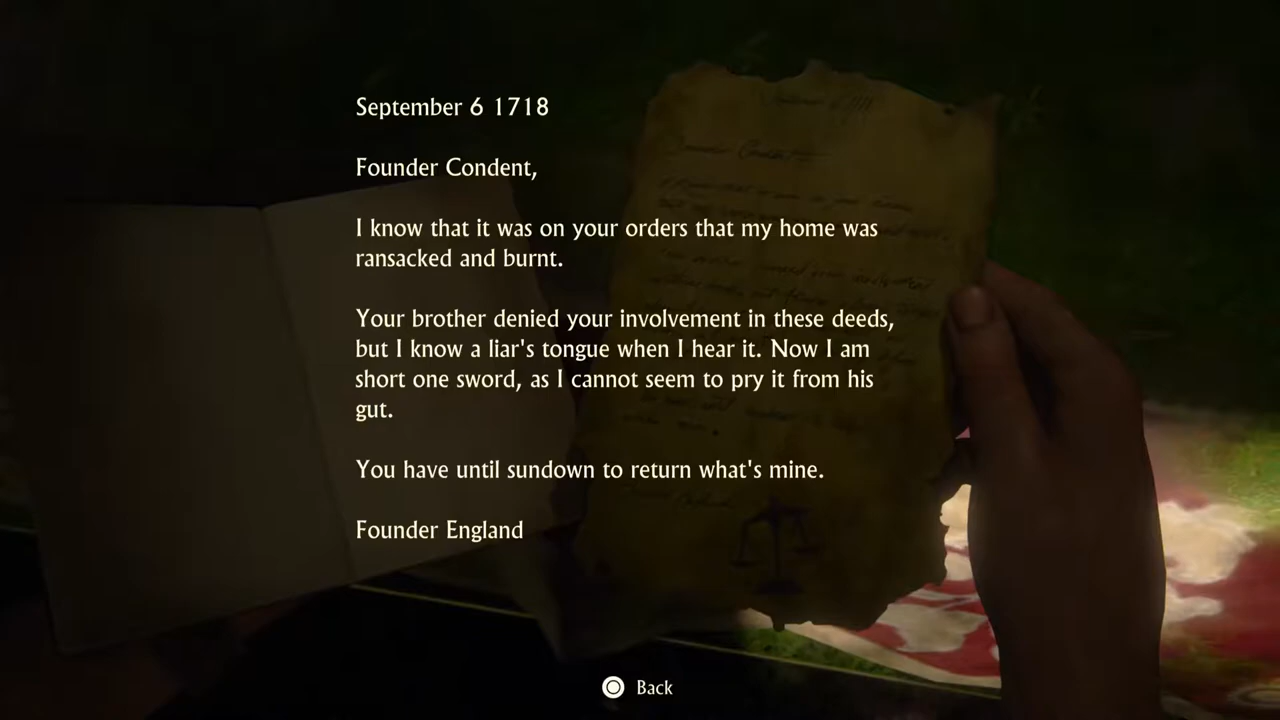 September 6 1718
Founder Condent,
I know that it was on your orders that my home was
ransacked and burnt.
Your brother denied your involvement in these deeds,
but I know a liar's tongue when I hear it. Now I am
short one sword, as I cannot seem to pry it from his
gut.
You have until sundown to return what's mine.
Founder England
Back